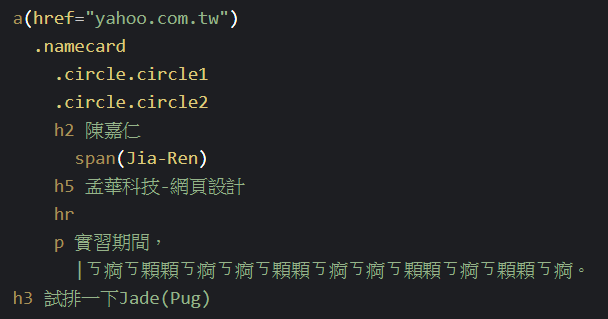 a(href="yahoo.com.tw")
.namecard
.circle.circle1
.circle.circle2
h2 陳嘉仁
span(Jia-Ren)
h5 孟華科技-網頁設計
hr
p 實習期間，
|ㄎ痾ㄎ顆顆ㄎ痾ㄎ痾ㄎ顆顆ㄎ痾ㄎ痾ㄎ顆顆ㄎ痾ㄎ顆顆ㄎ痾。
h3 試排一下Jade(Pug)